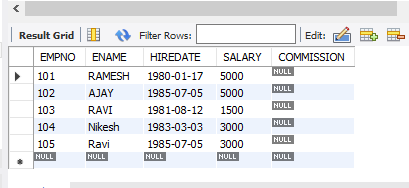 Result Grid Filter Rows: Edit:
EMPNO ENAME HIREDATE SALARY COMMISSION
101 RAMESH 1980-01-17 5000 NULL
102 AJAY 1985-07-05 5000 NULL
103 RAVI 1981-08-12 1500 NULL
104 Nikesh 1983-03-03 3000 NULL
105 Ravi 1985-07-05 3000 NULL
NULL NULL NULL NULL NULL